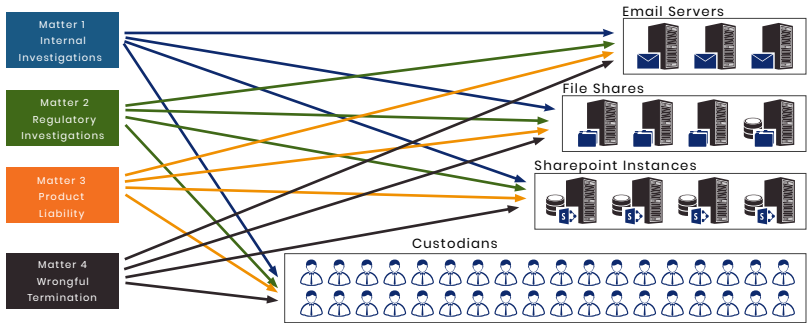 Matter 1
Internal
Investigations
Matter 2
Regulatory
Investigations
Matter 3
Product
Liability
Matter 4
Wrongful
Termination
Email Servers
File Shares
Sharepoint Instances
S
S
S
S
Custodians